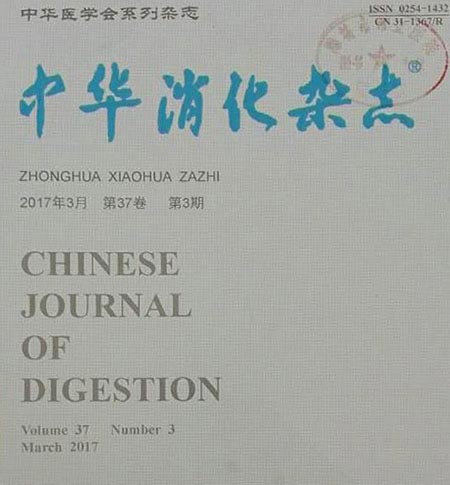 中华医学会系列杂志
ISSN 0254-1432
CN 31-1367/R
中华消化杂志®
ZHONGHUA XIAOHUA ZAZHI
2017年3月 第37卷 第3期
CHINESE
JOURNAL
OF
DIGESTION
Volume 37 Number 3
March 2017